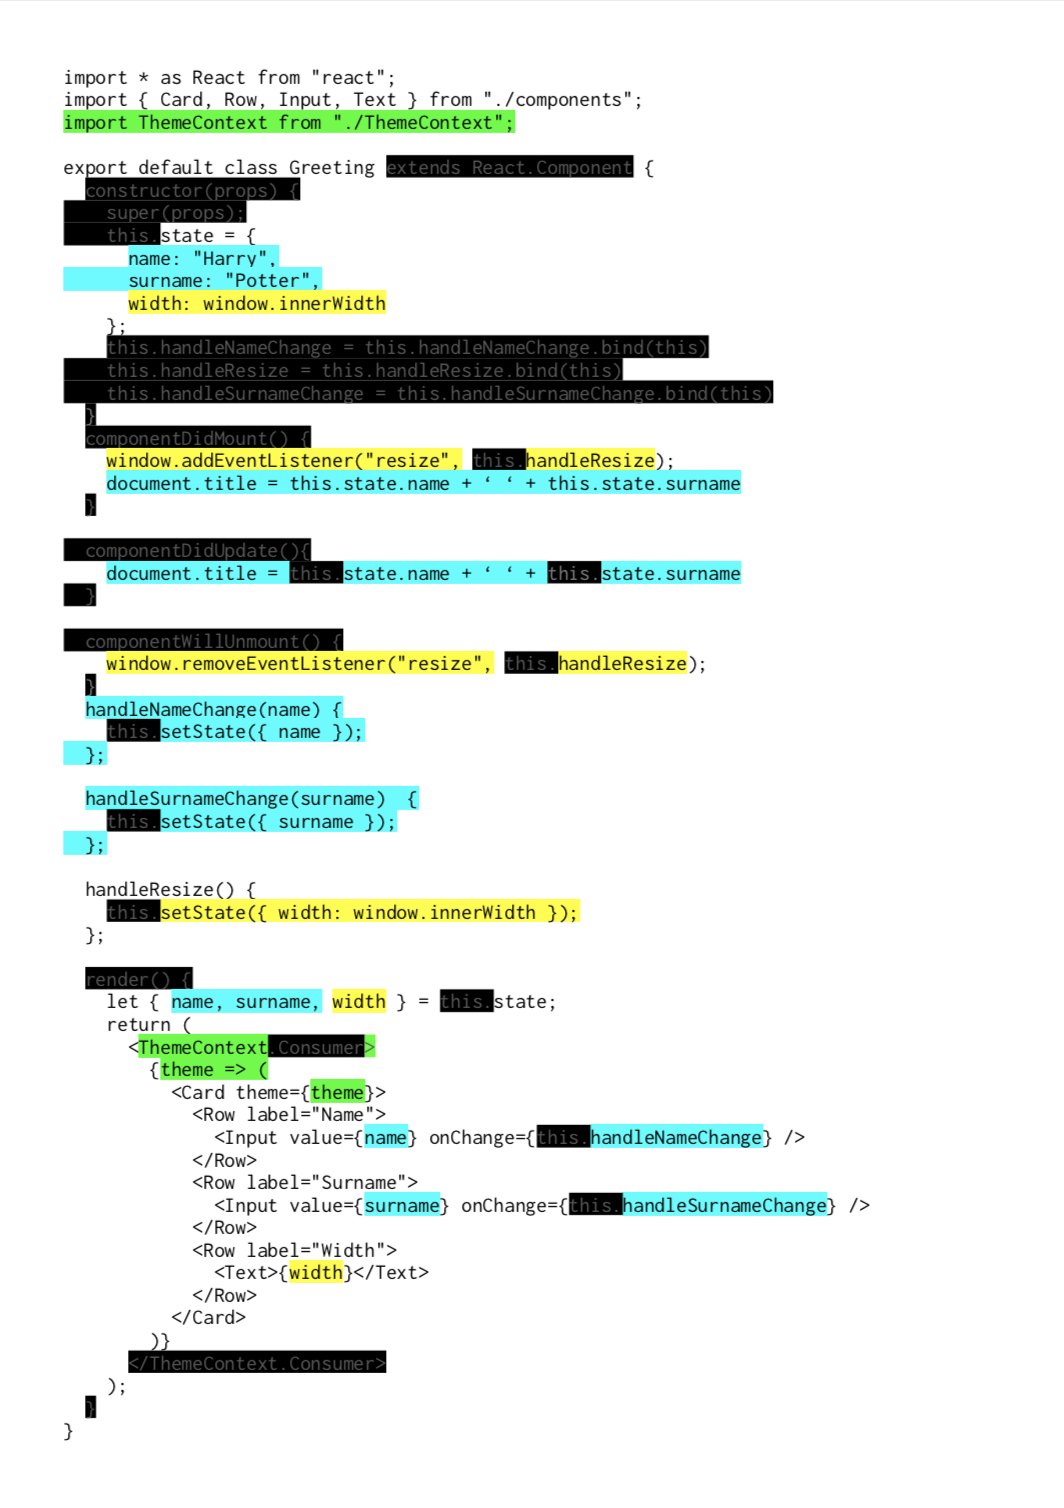 import * as React from "react";
import { Card, Row, Input, Text } from "./components";
import ThemeContext from "./ThemeContext";
export default class Greeting extends React.Component {
constructor(props) {
super(props);
this.state = {
name: "Harry",
surname: "Potter",
width: window.innerWidth
};
this.handleNameChange = this.handleNameChange.bind(this)
this.handleResize = this.handleResize.bind(this)
this.handleSurnameChange = this.handleSurnameChange.bind(this)
}
componentDidMount() {
window.addEventListener("resize", this.handleResize);
document.title = this.state.name + ‘ ‘ + this.state.surname
}
componentDidUpdate(){
document.title = this.state.name + ‘ ‘ + this.state.surname
}
componentWillUnmount() {
window.removeEventListener("resize", this.handleResize);
}
handleNameChange(name) {
this.setState({ name });
};
handleSurnameChange(surname)  {
this.setState({ surname });
};
handleResize() {
this.setState({ width: window.innerWidth });
};
render() {
let { name, surname, width } = this.state;
return (
<ThemeContext.Consumer>
{theme => (
<Card theme={theme}>
<Row label="Name">
<Input value={name} onChange={this.handleNameChange} />
</Row>
<Row label="Surname">
<Input value={surname} onChange={this.handleSurnameChange} />
</Row>
<Row label="Width">
<Text>{width}</Text>
</Row>
</Card>
)}
</ThemeContext.Consumer>
);
}
}